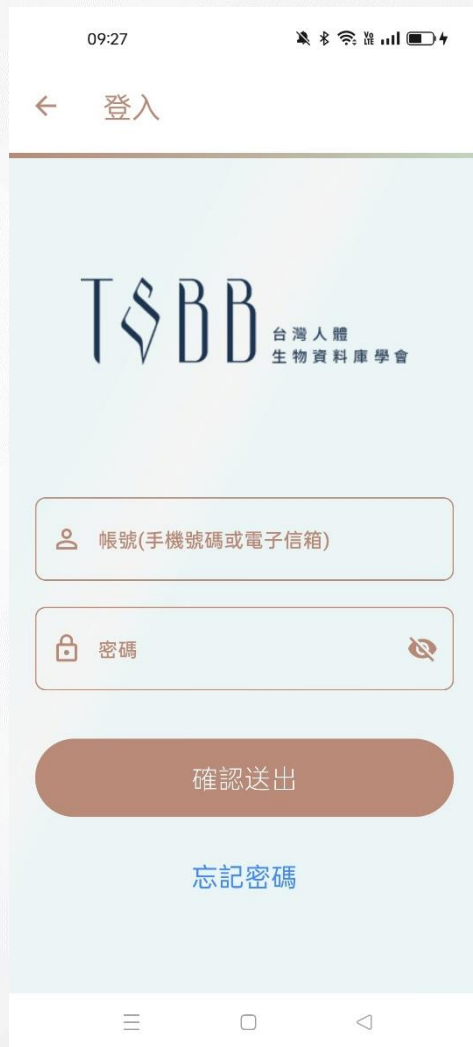 09:27
登入
TSBB
台灣人體
生物資料庫學會
帳號(手機號碼或電子信箱)
密碼
確認送出
忘記密碼